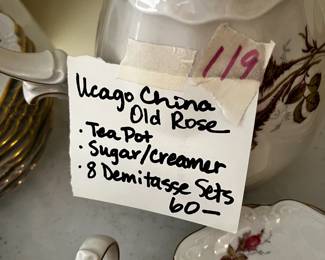 119
Ucago China
Old Rose
· Tea Pot
· Sugar/Creamer
· 8 Demitasse Sets
60—